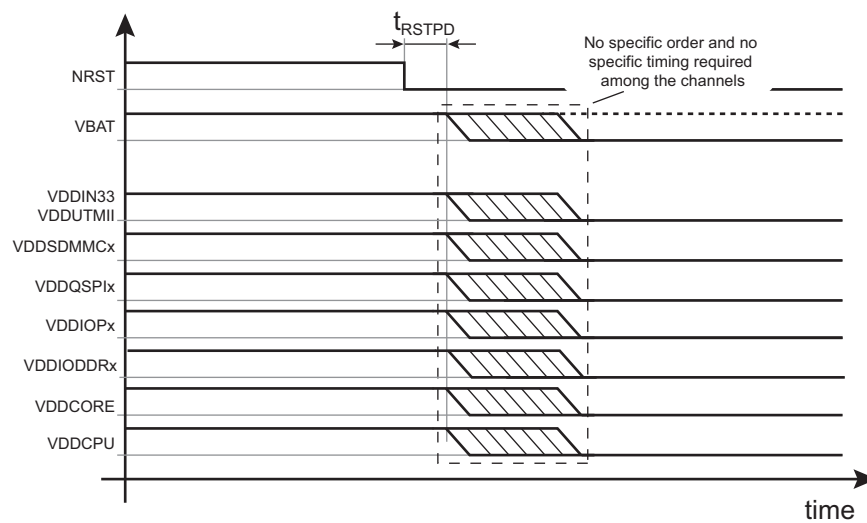 tRSTPD
No specific order and no
specific timing required
among the channels
NRST
VBAT
VDDIN33
VDDUTMII
VDDSDMMCx
VDDQSPIx
VDDIOPx
VDDIODDRx
VDDCORE
VDDCPU
time